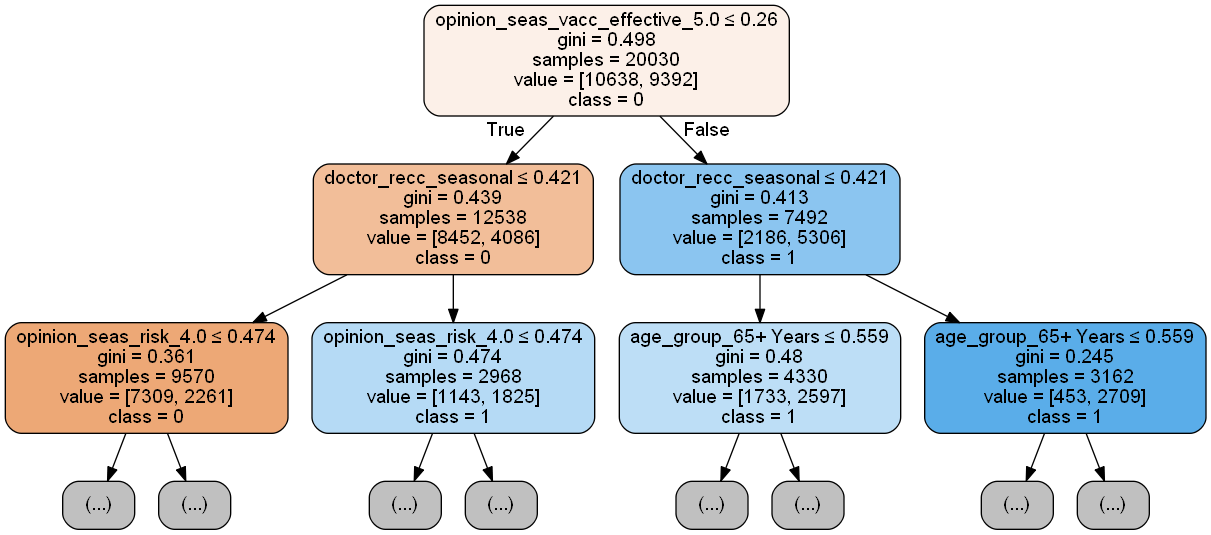 opinion_seas_vacc_effective_5.0 ≤ 0.26
gini = 0.498
samples = 20030
value = [10638, 9392]
class = 0
True
False
doctor_recc_seasonal ≤ 0.421
gini = 0.439
samples = 12538
value = [8452, 4086]
class = 0
doctor_recc_seasonal ≤ 0.421
gini = 0.413
samples = 7492
value = [2186, 5306]
class = 1
opinion_seas_risk_4.0 ≤ 0.474
gini = 0.361
samples = 9570
value = [7309, 2261]
class = 0
opinion_seas_risk_4.0 ≤ 0.474
gini = 0.474
samples = 2968
value = [1143, 1825]
class = 1
age_group_65+ Years ≤ 0.559
gini = 0.48
samples = 4330
value = [1733, 2597]
class = 1
age_group_65+ Years ≤ 0.559
gini = 0.245
samples = 3162
value = [453, 2709]
class = 1
(...)
(...)
(...)
(...)
(...)
(...)
(...)
(...)